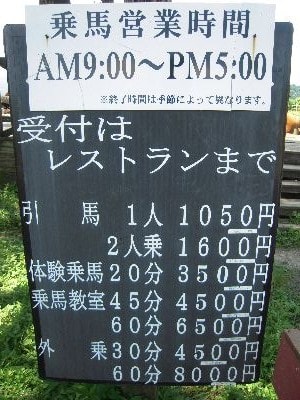 乗馬営業時間
AM9:00～PM5:00
※終了時間は季節によって異なります。
受付は
レストランまで
引馬 1人 1050円
2人乗 1600円
体験乗馬 20分 3500円
乗馬教室 45分 4500円
60分 6500円
外乗 30分 4500円
60分 8000円